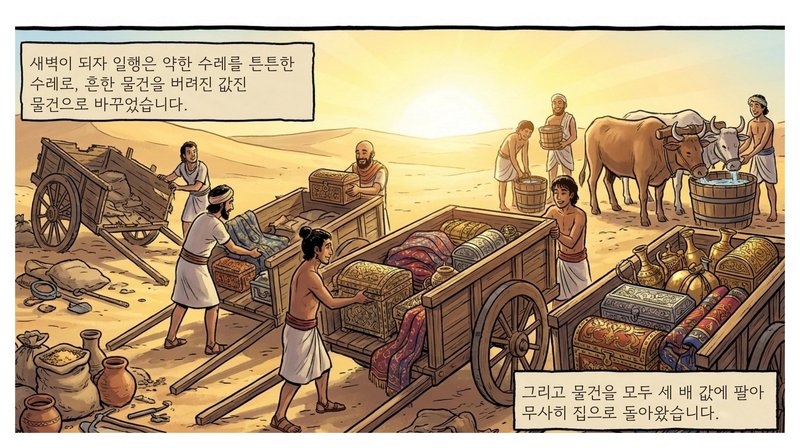 새벽이 되자 일행은 약한 수레를 튼튼한
수레로, 흔한 물건을 버려진 값진
물건으로 바꾸었습니다.
그리고 물건을 모두 세 배 값에 팔아
무사히 집으로 돌아왔습니다.